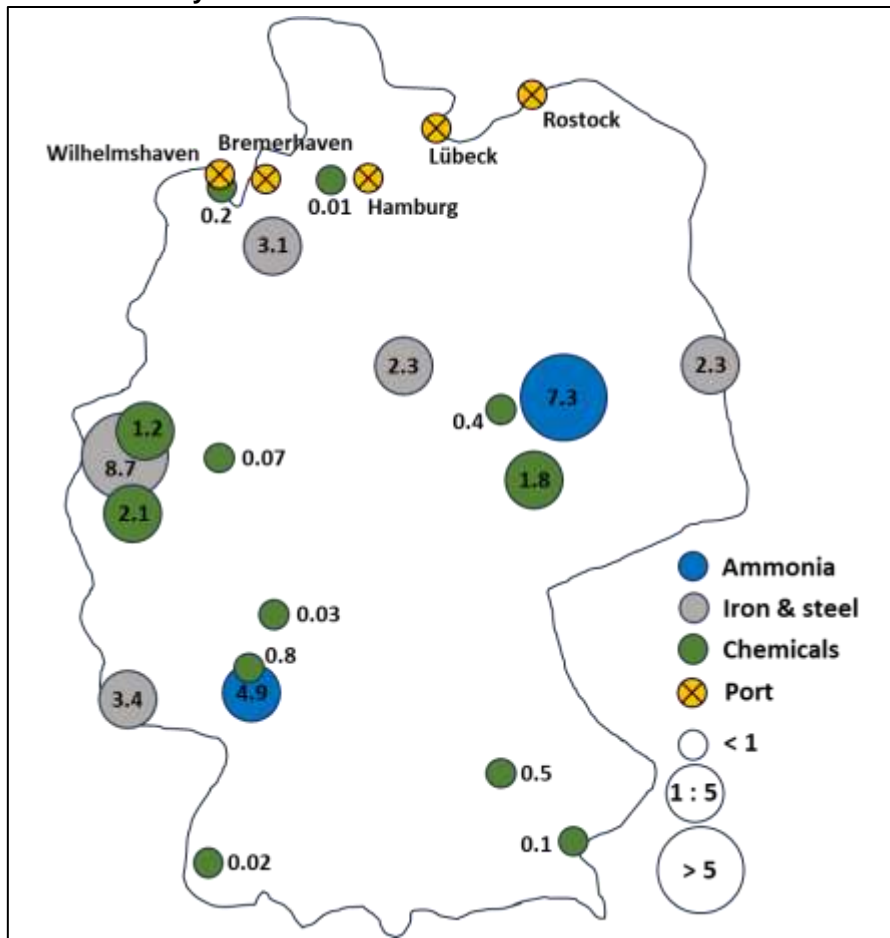 Rostock
Lübeck
Bremerhaven
Wilhelmshaven
Hamburg
0.2
0.01
3.1
2.3
2.3
7.3
0.4
1.2
8.7
0.07
1.8
2.1
Ammonia
Iron & steel
Chemicals
Port
0.03
0.8
4.9
3.4
< 1
1 : 5
> 5
0.5
0.1
0.02